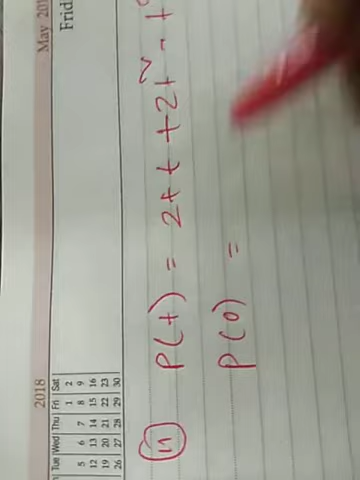 2018
May 201
Frid
Tue Wed Thu Fri Sat
1 2
5 6 7 8 9
12 13 14 15 16
19 20 21 22 23
26 27 28 29 30
(ii) P(t) = 2 + t + 2t² - t
P(0) =